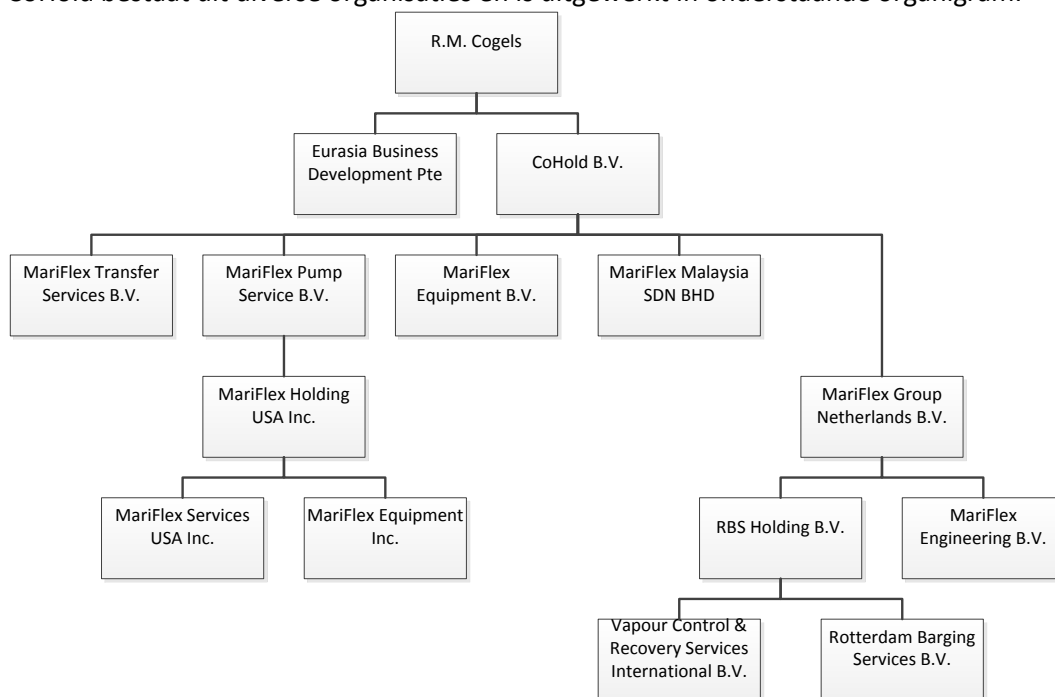 CoHold bestaat uit diverse organisaties en is uitgewerkt in onderstaande organigram:
R.M. Cogels
Eurasia Business
Development Pte
CoHold B.V.
MariFlex Transfer
Services B.V.
MariFlex Pump
Service B.V.
MariFlex
Equipment B.V.
MariFlex Malaysia
SDN BHD
MariFlex Holding
USA Inc.
MariFlex Group
Netherlands B.V.
MariFlex Services
USA Inc.
MariFlex Equipment
Inc.
RBS Holding B.V.
MariFlex
Engineering B.V.
Vapour Control &
Recovery Services
International B.V.
Rotterdam Barging
Services B.V.